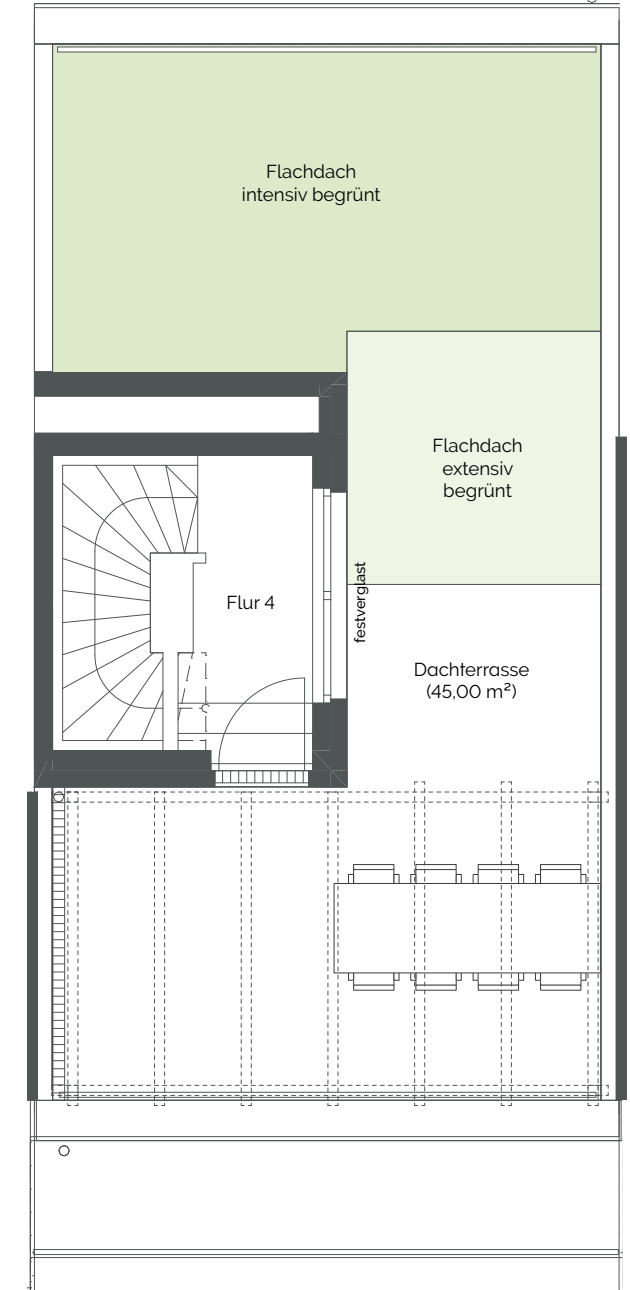 Flachdach
intensiv begrünt
Flachdach
extensiv
begrünt
Flur 4
festverglast
Dachterrasse
(45,00 m²)